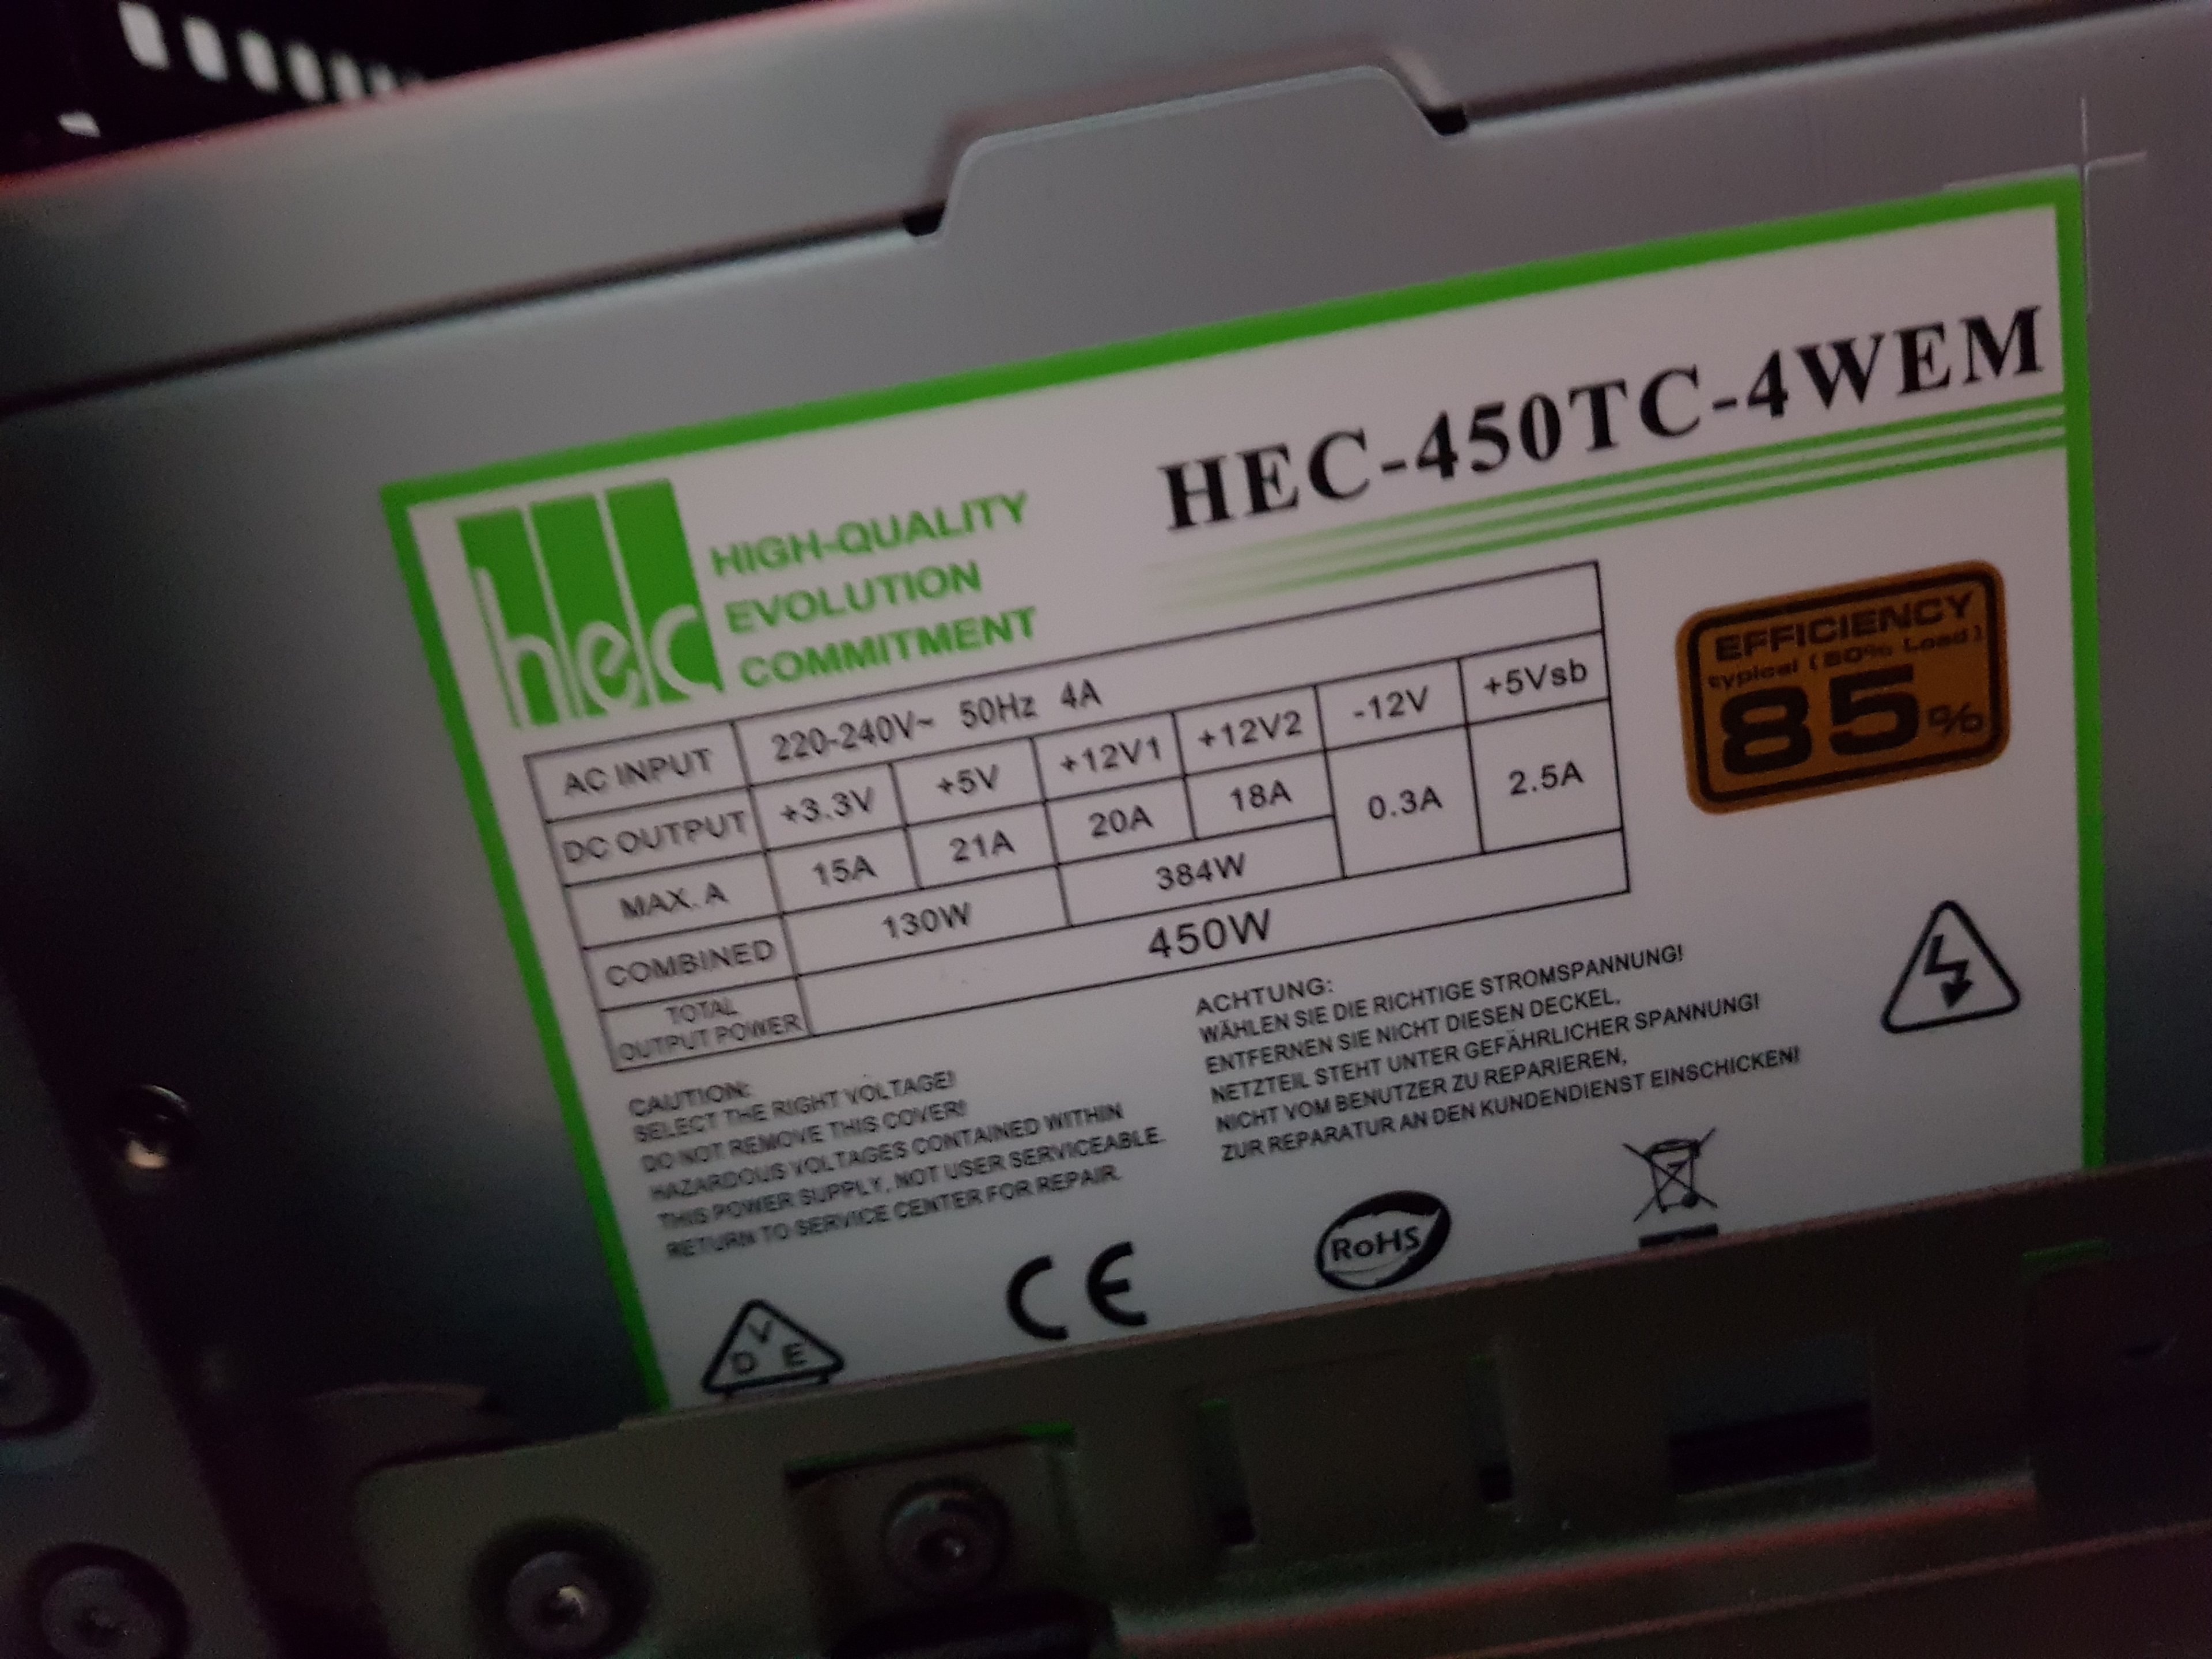 HEC-450TC-4WEM
hec
HIGH-QUALITY
EVOLUTION
COMMITMENT
AC INPUT 220-240V~ 50Hz 4A
DC OUTPUT +3.3V +5V +12V1 +12V2 -12V +5Vsb
MAX. A 15A 21A 20A 18A 0.3A 2.5A
COMBINED 130W 384W
TOTAL
OUTPUT POWER 450W
EFFICIENCY
typical (50% Load)
85%
CAUTION:
SELECT THE RIGHT VOLTAGE!
DO NOT REMOVE THIS COVER!
HAZARDOUS VOLTAGES CONTAINED WITHIN
THIS POWER SUPPLY, NOT USER SERVICEABLE.
RETURN TO SERVICE CENTER FOR REPAIR.
ACHTUNG:
WÄHLEN SIE DIE RICHTIGE STROMSPANNUNG!
ENTFERNEN SIE NICHT DIESEN DECKEL,
NETZTEIL STEHT UNTER GEFÄHRLICHER SPANNUNG!
NICHT VOM BENUTZER ZU REPARIEREN,
ZUR REPARATUR AN DEN KUNDENDIENST EINSCHICKEN!
VDE
CE
RoHS